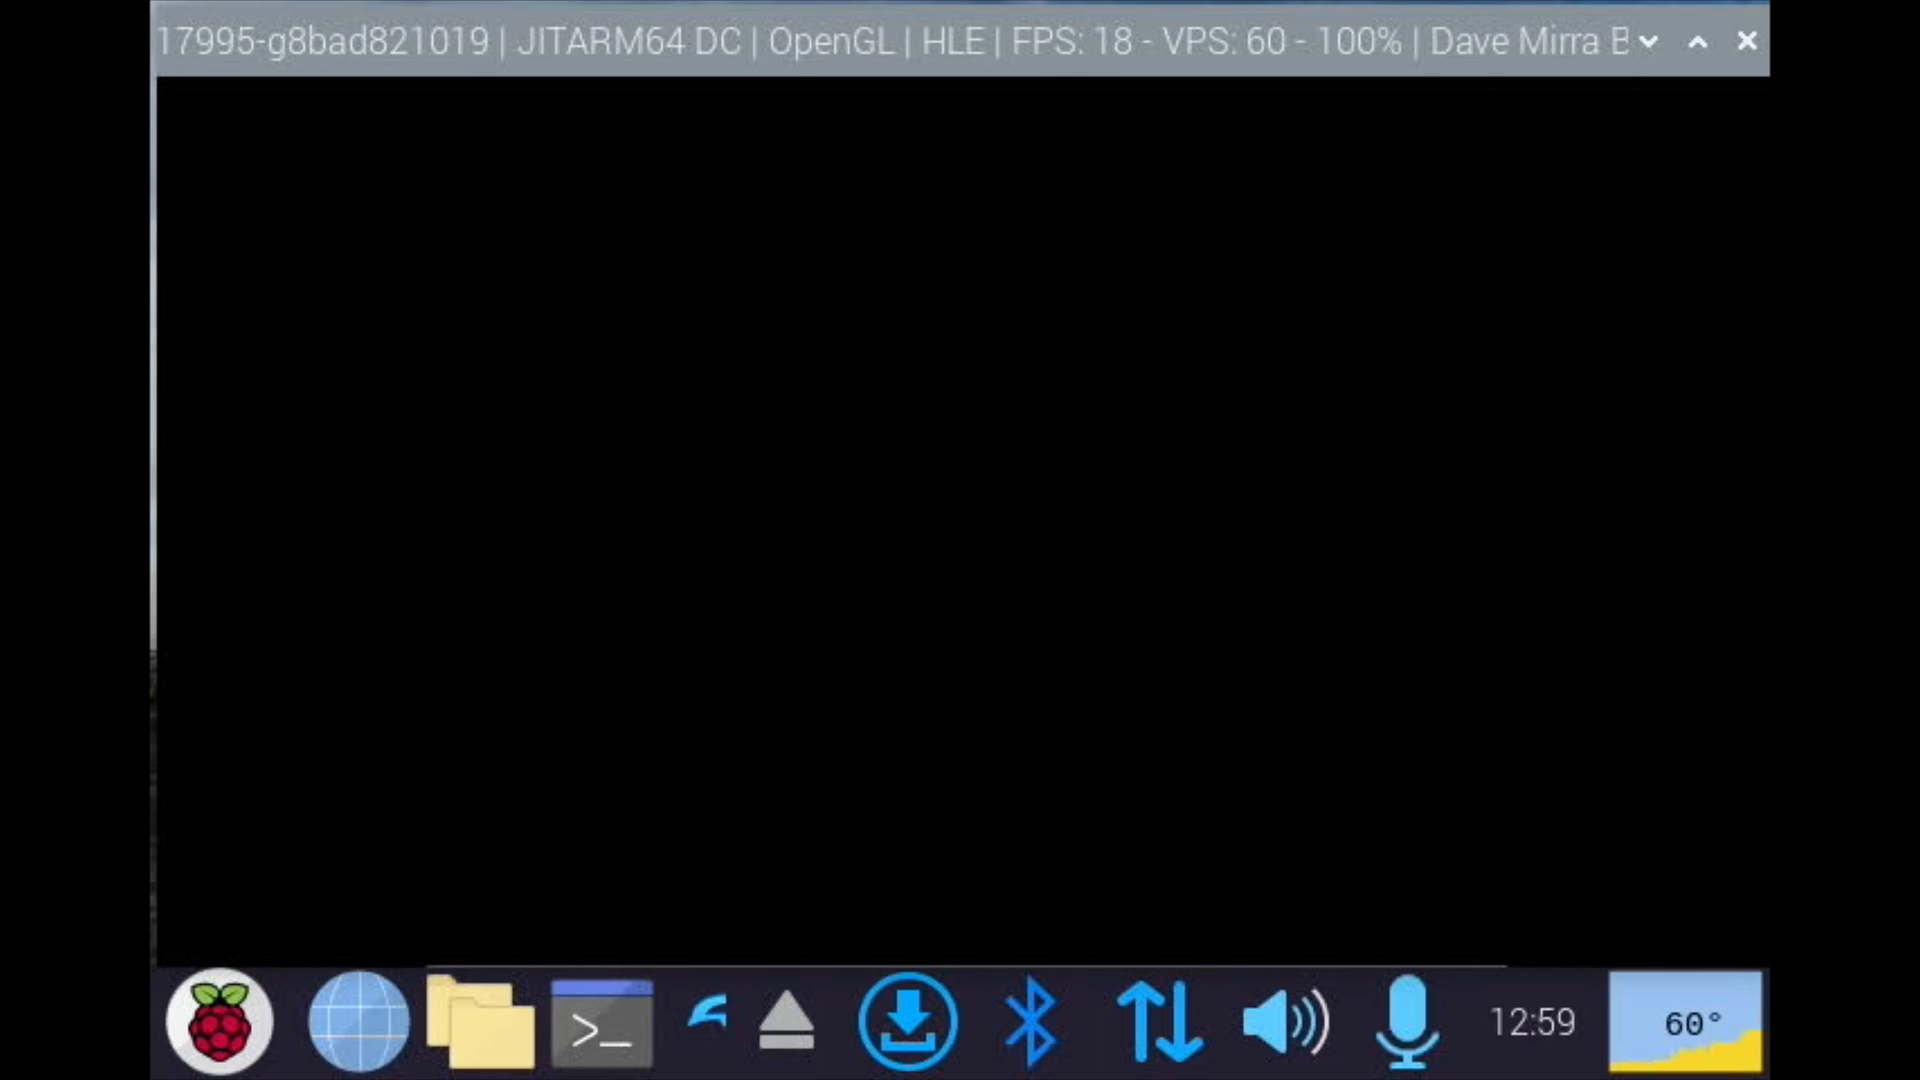 17995-g8bad821019 | JITARM64 DC | OpenGL | HLE | FPS: 18 - VPS: 60 - 100% | Dave Mirra B
>_
12:59
60°